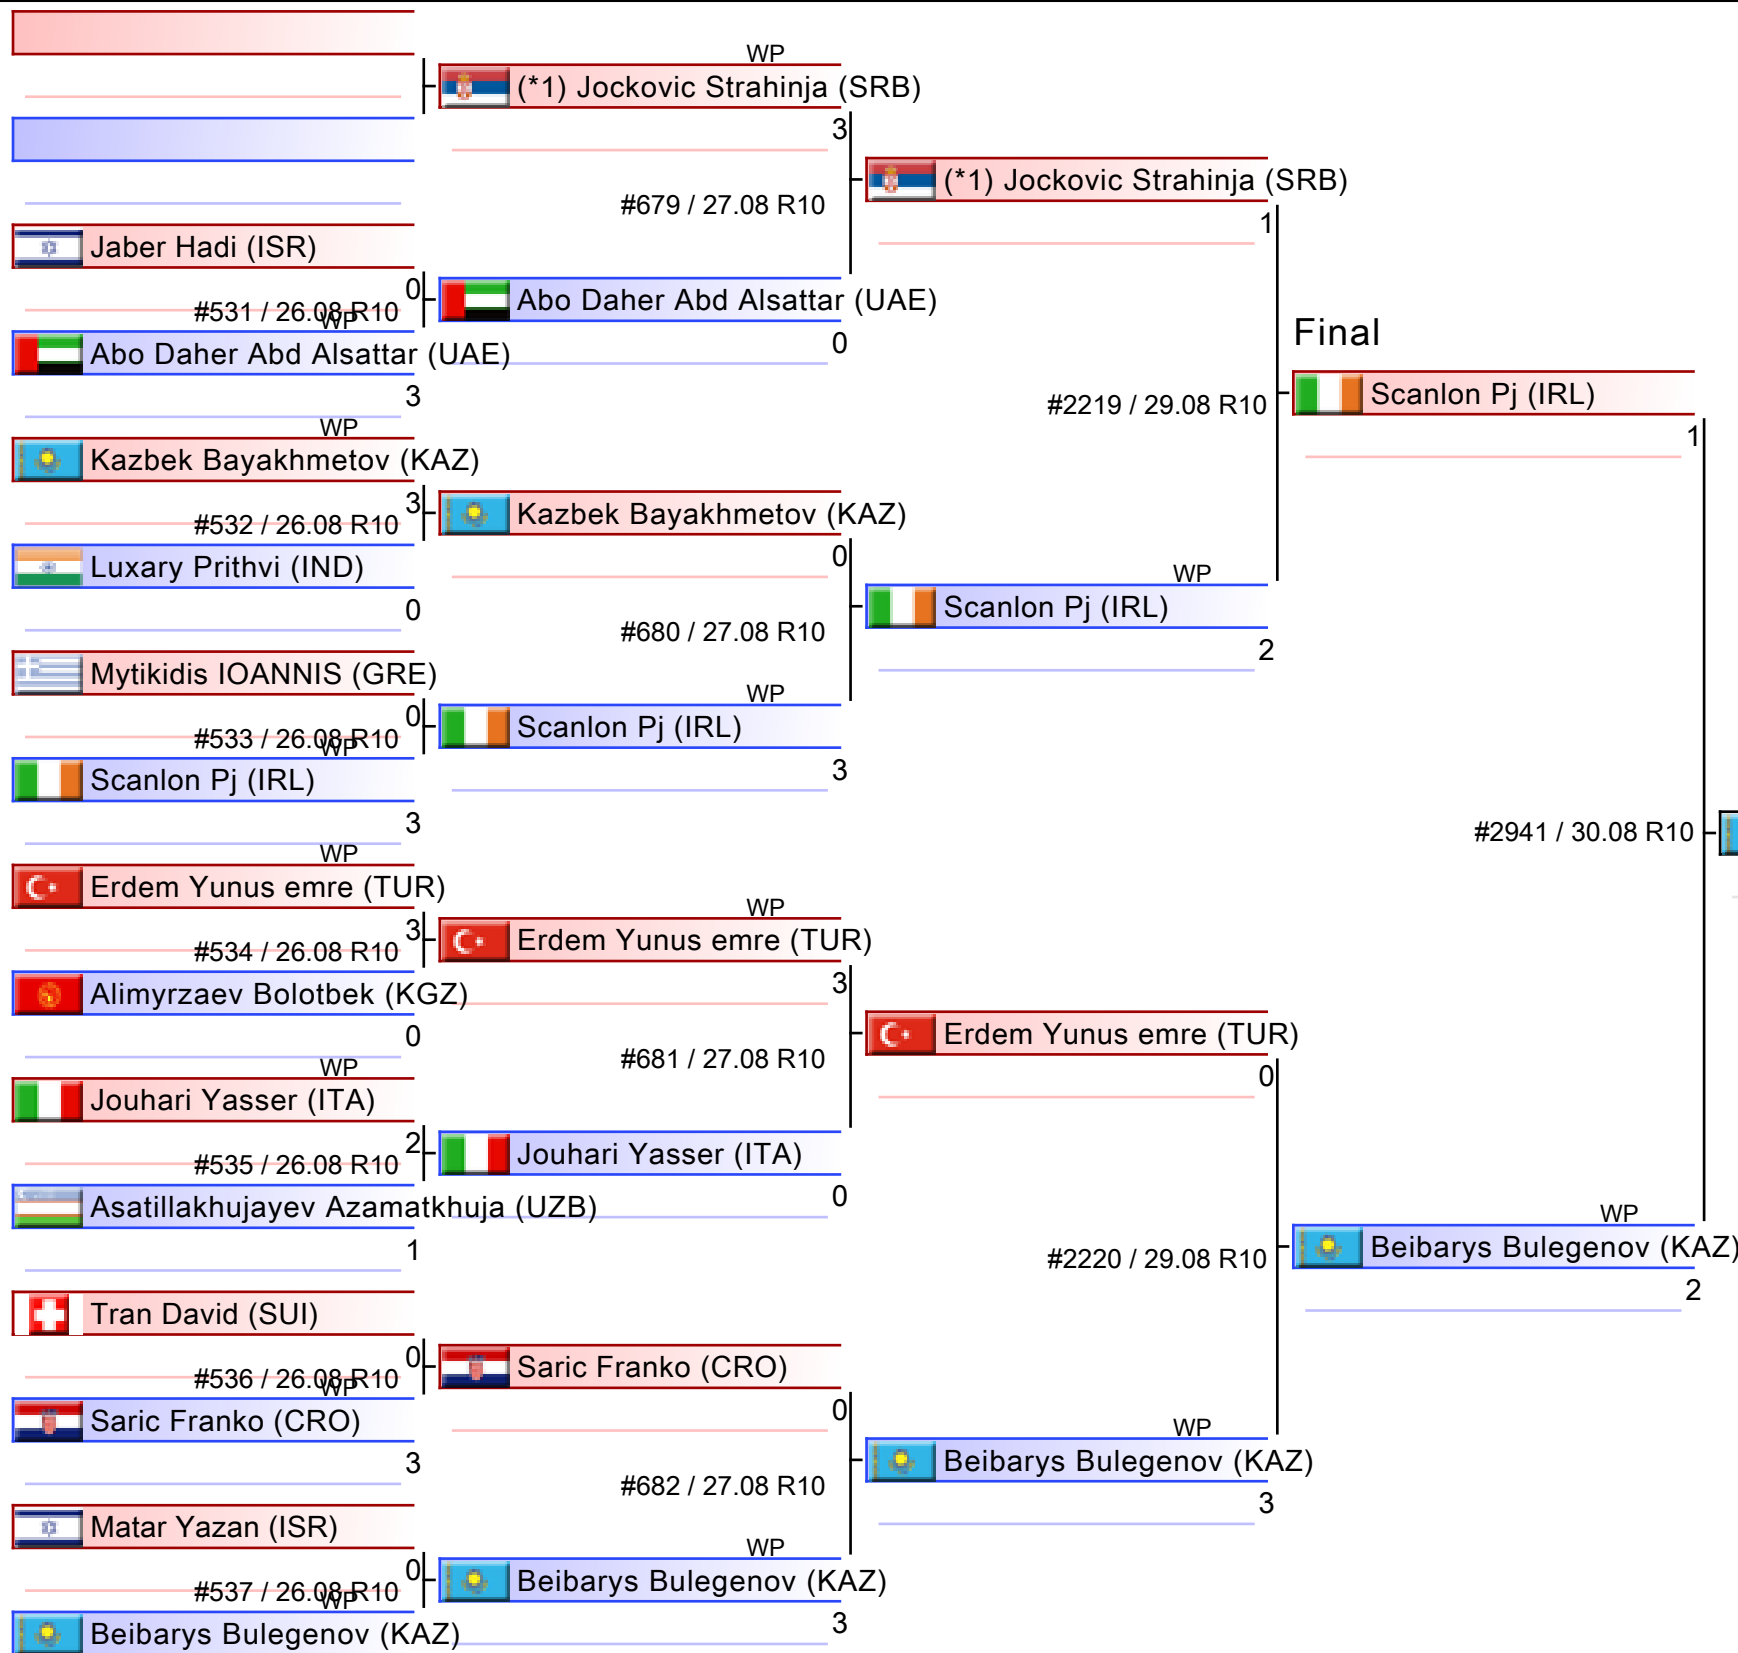 WP
(*1) Jockovic Strahinja (SRB)
3
#679 / 27.08 R10
(*1) Jockovic Strahinja (SRB)
1
Jaber Hadi (ISR)
0
#531 / 26.08 R10
WP
Abo Daher Abd Alsattar (UAE)
3
Abo Daher Abd Alsattar (UAE)
0
Final
#2219 / 29.08 R10
Scanlon Pj (IRL)
1
WP
Kazbek Bayakhmetov (KAZ)
3
#532 / 26.08 R10
Luxary Prithvi (IND)
0
Kazbek Bayakhmetov (KAZ)
0
#680 / 27.08 R10
WP
Scanlon Pj (IRL)
2
Mytikidis IOANNIS (GRE)
0
#533 / 26.08 R10
WP
Scanlon Pj (IRL)
3
WP
Scanlon Pj (IRL)
3
#2941 / 30.08 R10
WP
Erdem Yunus emre (TUR)
3
#534 / 26.08 R10
Alimyrzaev Bolotbek (KGZ)
0
WP
Erdem Yunus emre (TUR)
3
#681 / 27.08 R10
Erdem Yunus emre (TUR)
0
WP
Jouhari Yasser (ITA)
2
#535 / 26.08 R10
Asatillakhujayev Azamatkhuja (UZB)
1
Jouhari Yasser (ITA)
0
#2220 / 29.08 R10
WP
Beibarys Bulegenov (KAZ)
2
Tran David (SUI)
0
#536 / 26.08 R10
WP
Saric Franko (CRO)
3
Saric Franko (CRO)
0
#682 / 27.08 R10
WP
Beibarys Bulegenov (KAZ)
3
Matar Yazan (ISR)
0
#537 / 26.08 R10
WP
Beibarys Bulegenov (KAZ)
WP
Beibarys Bulegenov (KAZ)
3